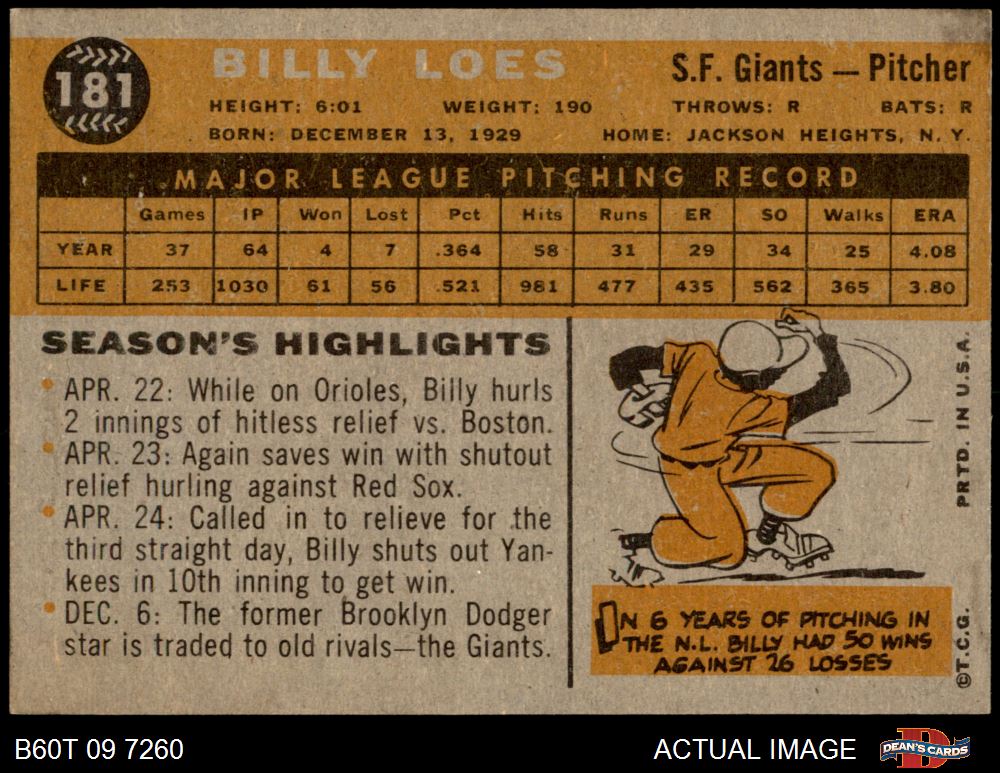 181
BILLY LOES
S.F. Giants — Pitcher
HEIGHT: 6:01 WEIGHT: 190 THROWS: R BATS: R
BORN: DECEMBER 13, 1929 HOME: JACKSON HEIGHTS, N. Y.
MAJOR LEAGUE PITCHING RECORD
Games IP Won Lost Pct Hits Runs ER SO Walks ERA
YEAR 37 64 4 7 .364 58 31 29 34 25 4.08
LIFE 253 1030 61 56 .521 981 477 435 562 365 3.80
SEASON'S HIGHLIGHTS
• APR. 22: While on Orioles, Billy hurls
2 innings of hitless relief vs. Boston.
• APR. 23: Again saves win with shutout
relief hurling against Red Sox.
• APR. 24: Called in to relieve for the
third straight day, Billy shuts out Yan-
kees in 10th inning to get win.
• DEC. 6: The former Brooklyn Dodger
star is traded to old rivals—the Giants.
IN 6 YEARS OF PITCHING IN
THE N.L. BILLY HAD 50 WINS
AGAINST 26 LOSSES
PRTD. IN U.S.A.
©T.C.G.
B60T 09 7260
ACTUAL IMAGE
DEAN'S CARDS